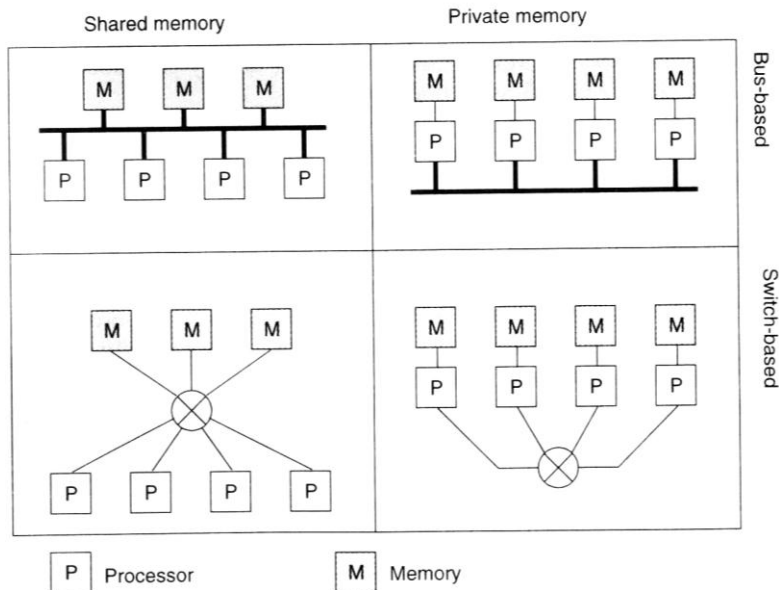 Shared memory
Private memory
M M M
P P P P
M M M M
P P P P
Bus-based
M M M
P P P P
M M M M
P P P P
Switch-based
P Processor
M Memory